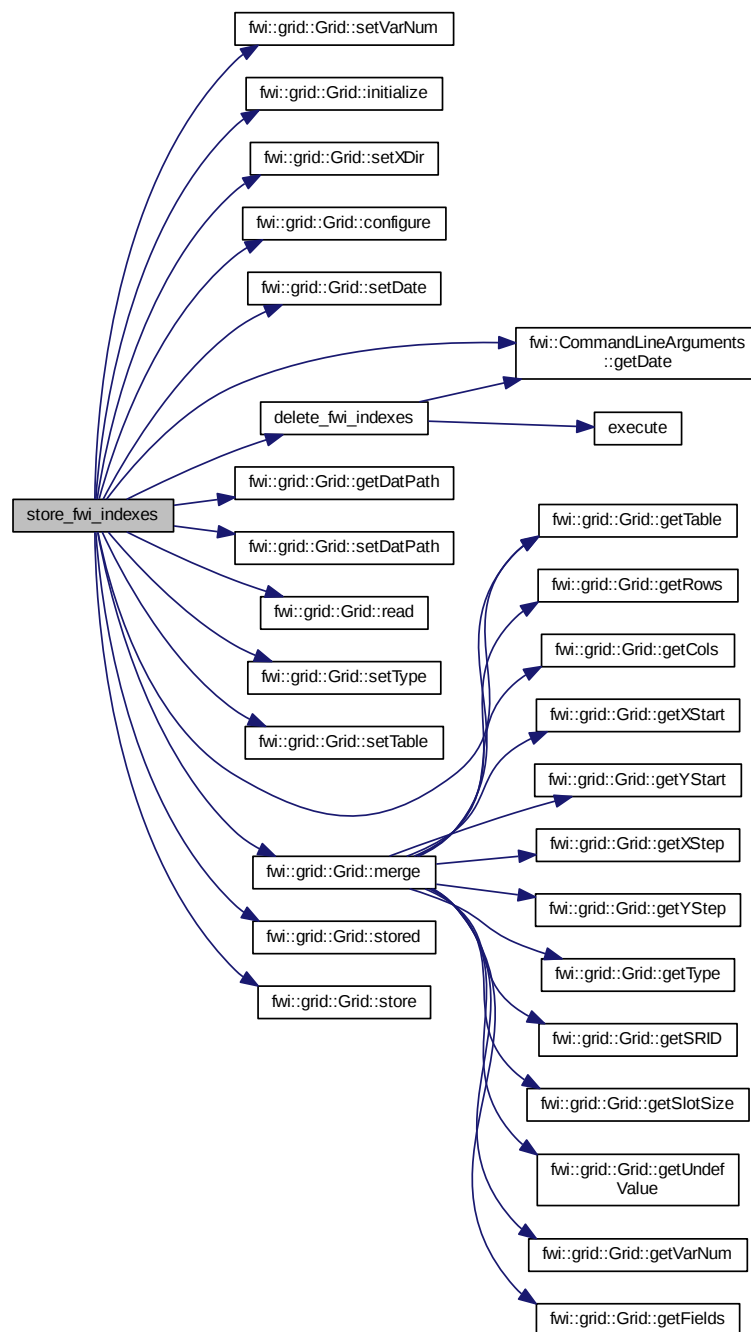 fwi::grid::Grid::setVarNum
fwi::grid::Grid::initialize
fwi::grid::Grid::setXDir
fwi::grid::Grid::configure
fwi::grid::Grid::setDate
fwi::CommandLineArguments
::getDate
delete_fwi_indexes
execute
fwi::grid::Grid::getDatPath
store_fwi_indexes
fwi::grid::Grid::getTable
fwi::grid::Grid::setDatPath
fwi::grid::Grid::getRows
fwi::grid::Grid::read
fwi::grid::Grid::getCols
fwi::grid::Grid::setType
fwi::grid::Grid::getXStart
fwi::grid::Grid::setTable
fwi::grid::Grid::getYStart
fwi::grid::Grid::getXStep
fwi::grid::Grid::merge
fwi::grid::Grid::getYStep
fwi::grid::Grid::stored
fwi::grid::Grid::getType
fwi::grid::Grid::store
fwi::grid::Grid::getSRID
fwi::grid::Grid::getSlotSize
fwi::grid::Grid::getUndef
Value
fwi::grid::Grid::getVarNum
fwi::grid::Grid::getFields